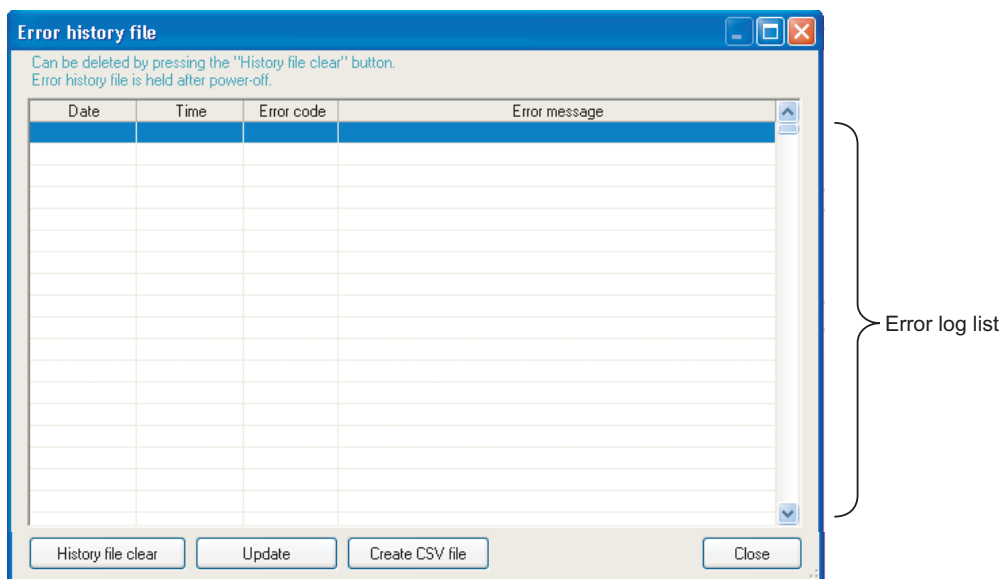 Error history file
Can be deleted by pressing the "History file clear" button.
Error history file is held after power-off.
Date Time Error code Error message
Error log list
History file clear Update Create CSV file Close